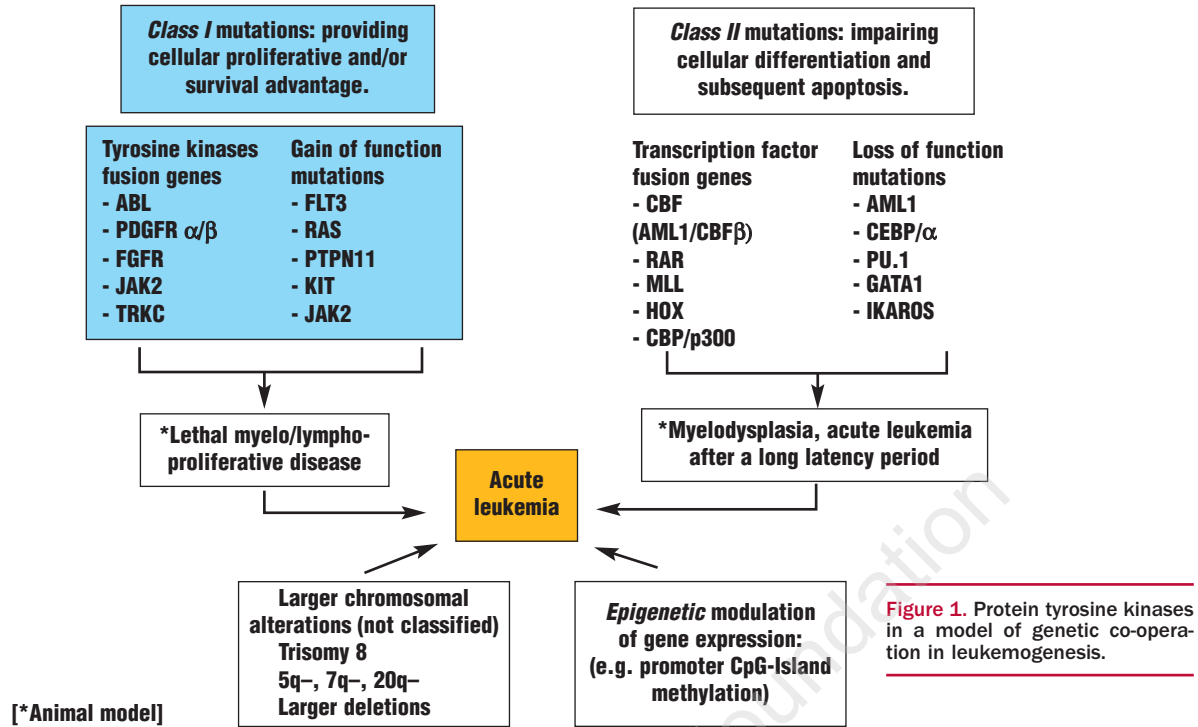 Class I mutations: providing
cellular proliferative and/or
survival advantage.
Class II mutations: impairing
cellular differentiation and
subsequent apoptosis.
Tyrosine kinases
fusion genes
- ABL
- PDGFR α/β
- FGFR
- JAK2
- TRKC
Gain of function
mutations
- FLT3
- RAS
- PTPN11
- KIT
- JAK2
Transcription factor
fusion genes
- CBF
(AML1/CBFβ)
- RAR
- MLL
- HOX
- CBP/p300
Loss of function
mutations
- AML1
- CEBP/α
- PU.1
- GATA1
- IKAROS
*Lethal myelo/lympho-
proliferative disease
*Myelodysplasia, acute leukemia
after a long latency period
Acute
leukemia
Larger chromosomal
alterations (not classified)
Trisomy 8
5q–, 7q–, 20q–
Larger deletions
Epigenetic modulation
of gene expression:
(e.g. promoter CpG-Island
methylation)
Figure 1. Protein tyrosine kinases
in a model of genetic co-opera-
tion in leukemogenesis.
[*Animal model]
oundation